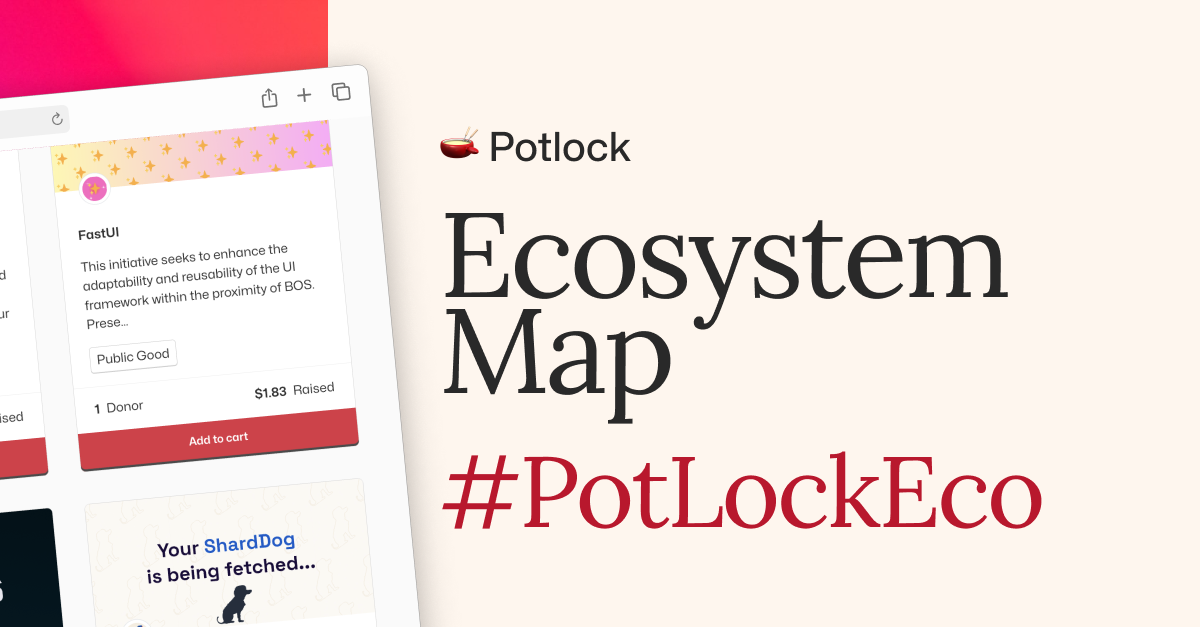 Potlock
Ecosystem
Map
#PotLockEco
FastUI
This initiative seeks to enhance the
adaptability and reusability of the UI
framework within the proximity of BOS.
Prese...
Public Good
1 Donor
$1.83 Raised
Add to cart
Your ShardDog
is being fetched...